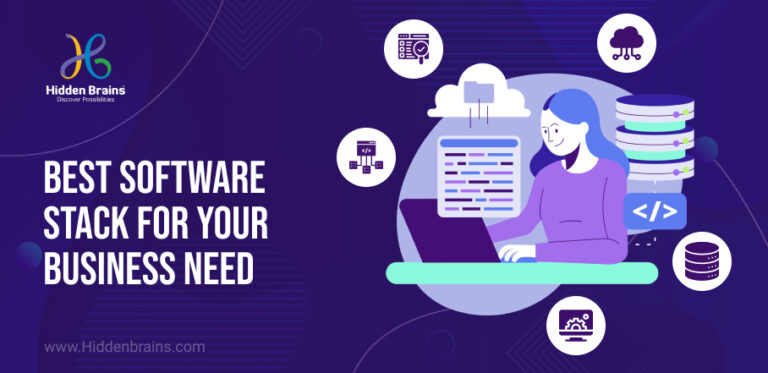 Hidden Brains
Discover Possibilities
BEST SOFTWARE
STACK FOR YOUR
BUSINESS NEED
</>
</>
www.Hiddenbrains.com